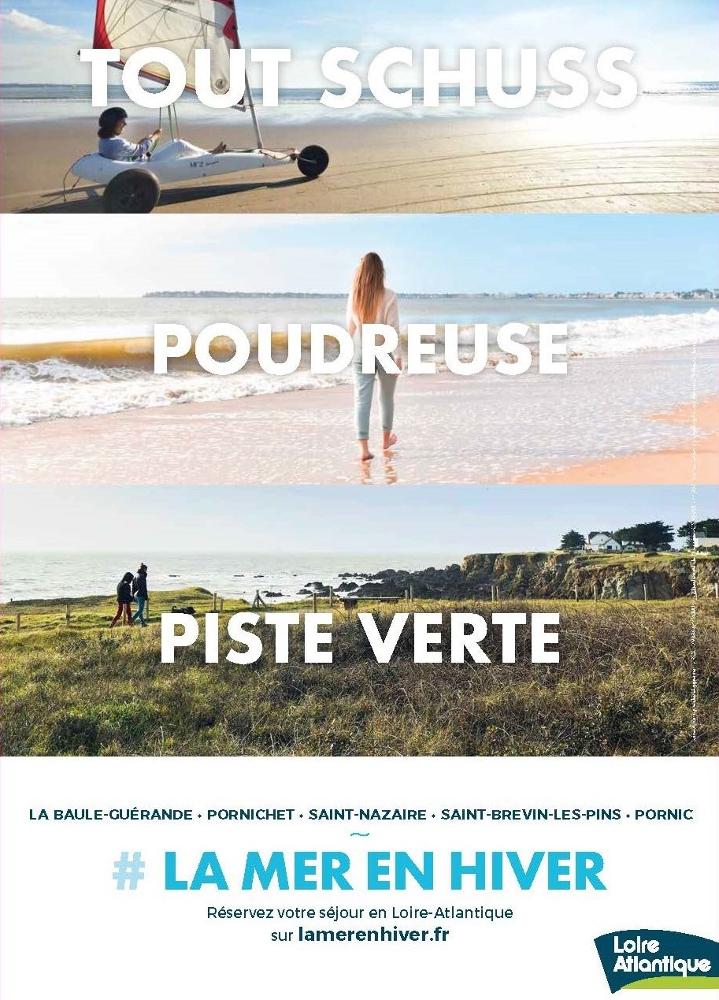 TOUT SCHUSS
POUDREUSE
PISTE VERTE
LA BAULE-GUÉRANDE • PORNICHET • SAINT-NAZAIRE • SAINT-BREVIN-LES-PINS • PORNIC
# LA MER EN HIVER
Réservez votre séjour en Loire-Atlantique
sur lamerenhiver.fr
Loire
Atlantique